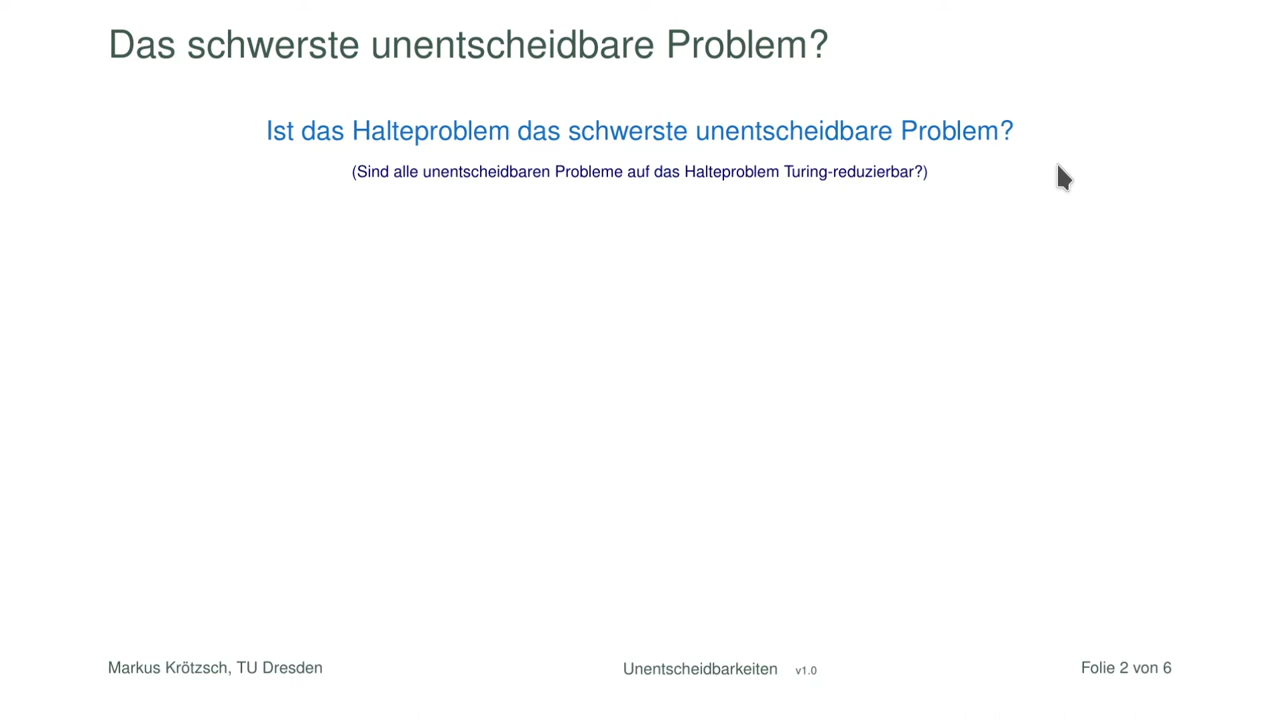 Das schwerste unentscheidbare Problem?
Ist das Halteproblem das schwerste unentscheidbare Problem?
(Sind alle unentscheidbaren Probleme auf das Halteproblem Turing-reduzierbar?)
Markus Krötzsch, TU Dresden
Unentscheidbarkeiten v1.0
Folie 2 von 6